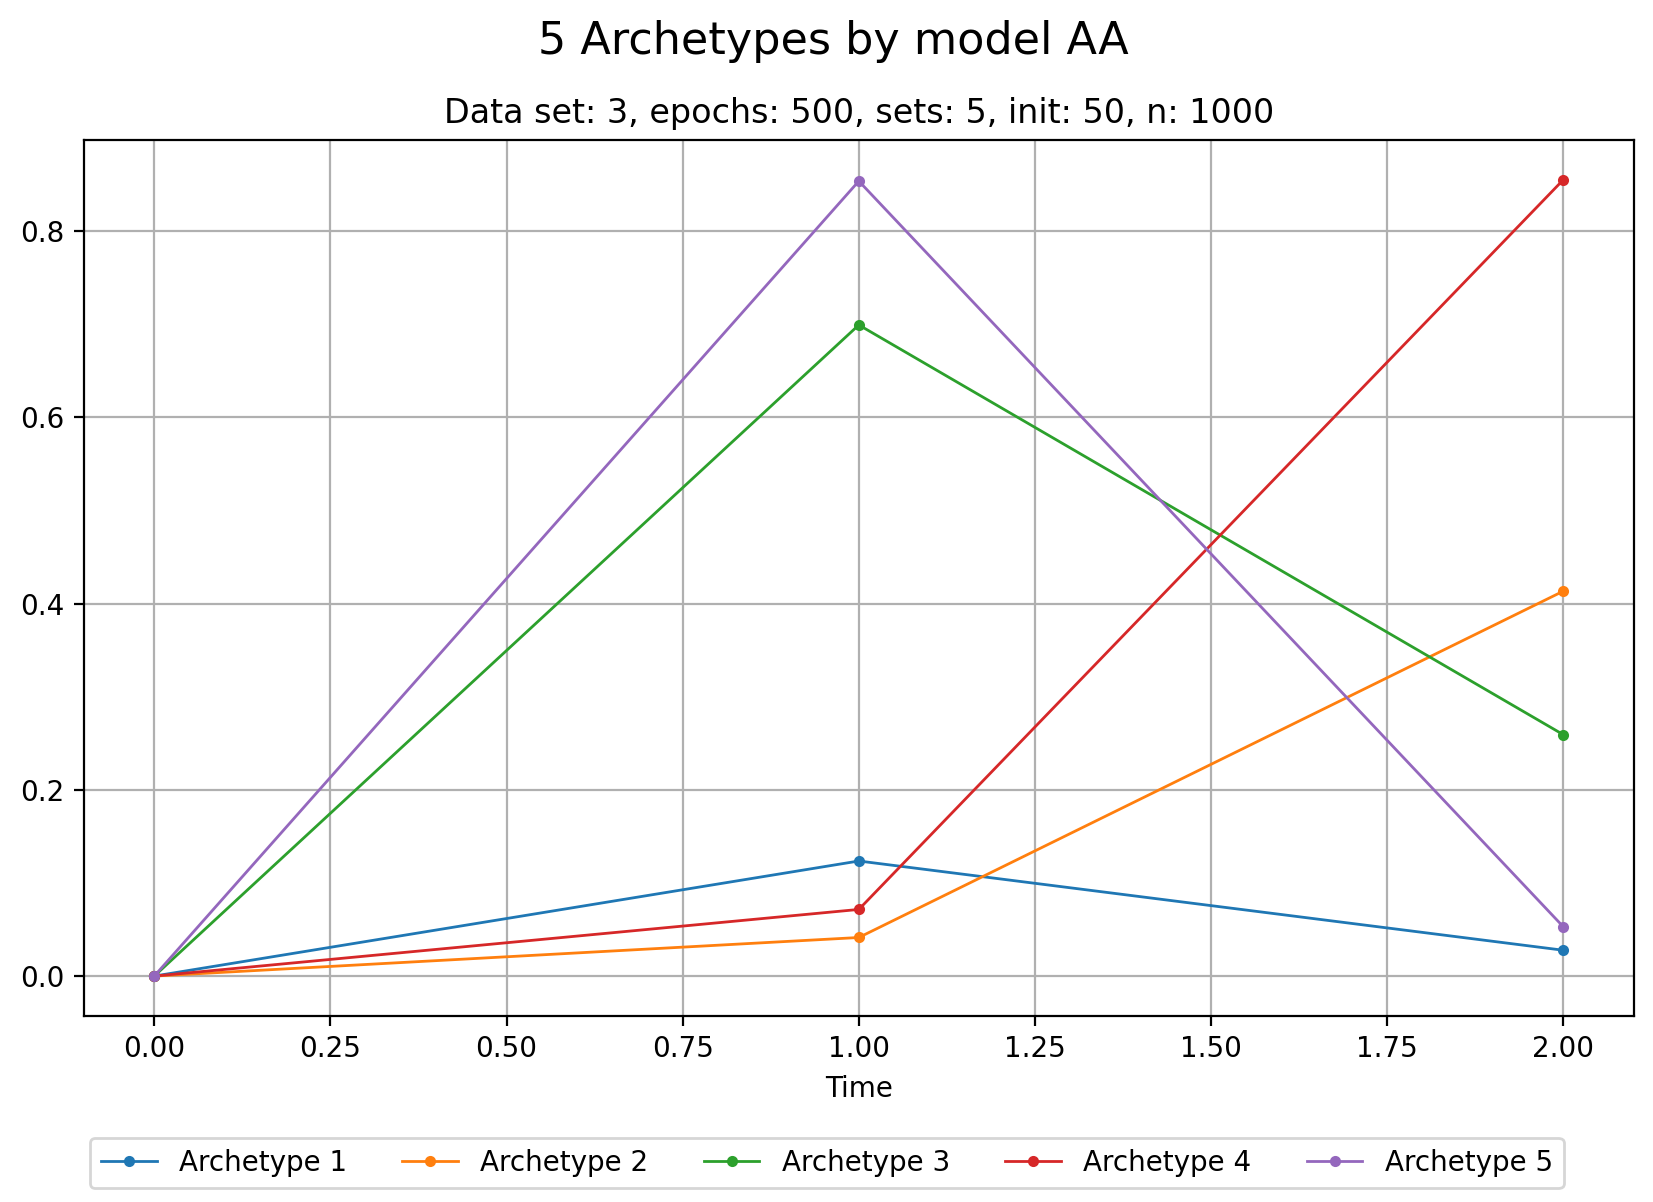 5 Archetypes by model AA
Data set: 3, epochs: 500, sets: 5, init: 50, n: 1000
0.8
0.6
0.4
0.2
0.0
0.00 0.25 0.50 0.75 1.00 1.25 1.50 1.75 2.00
Time
Archetype 1 Archetype 2 Archetype 3 Archetype 4 Archetype 5